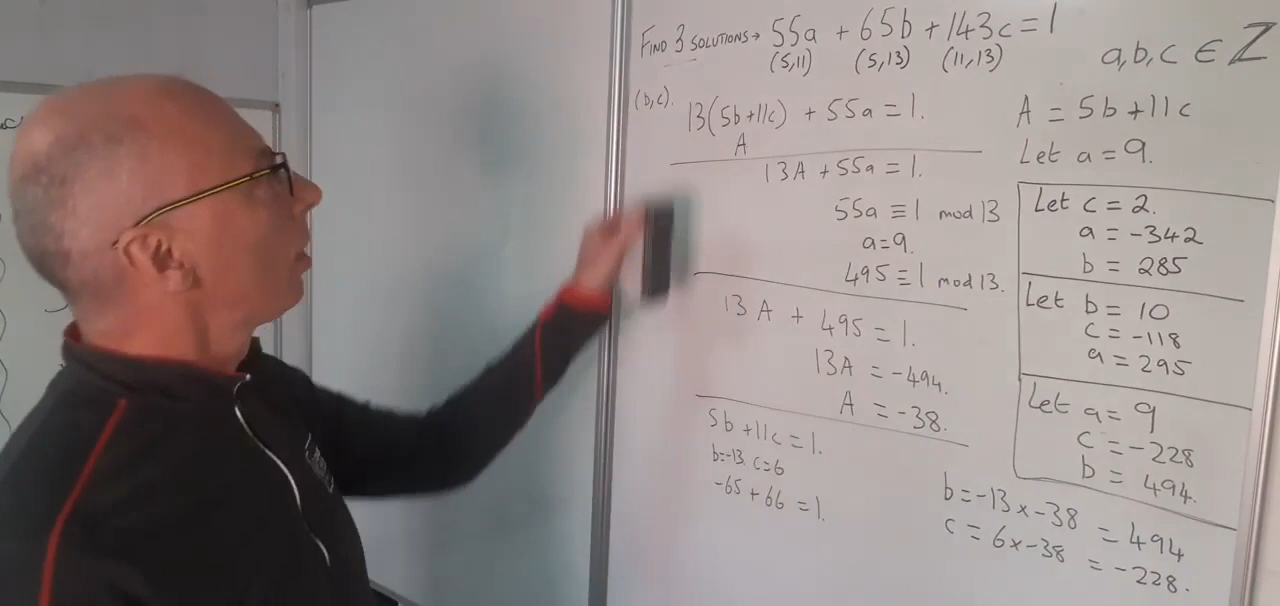 FIND 3 SOLUTIONS → 55a + 65b + 143c = 1
(5,11) (5,13) (11,13)
a, b, c ∈ Z
(b,c). 13(5b+11c) + 55a = 1.
A
13A + 55a = 1.
55a ≡ 1 mod 13
a=9.
495 ≡ 1 mod 13.
13A + 495 = 1.
13A = -494.
A = -38.
5b+11c = 1.
b=-13. c=6
-65+66 = 1.
A = 5b+11c
Let a = 9.
Let c = 2.
a = -342
b = 285
Let b = 10
c = -118
a = 295
Let a = 9
c = -228
b = 494.
b = -13x-38 = 494
c = 6x-38 = -228.